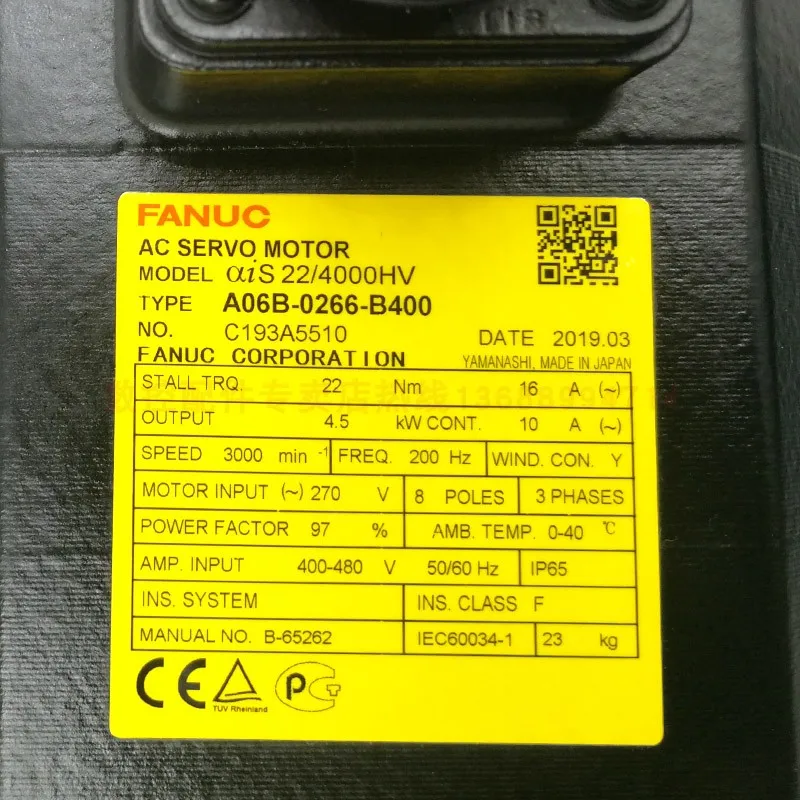 FANUC
AC SERVO MOTOR
MODEL αiS 22/4000HV
TYPE A06B-0266-B400
NO. C193A5510
DATE 2019.03
FANUC CORPORATION
YAMANASHI, MADE IN JAPAN
STALL TRQ. 22 Nm 16 A (~)
OUTPUT 4.5 kW CONT. 10 A (~)
SPEED 3000 min -1 FREQ. 200 Hz WIND. CON. Y
MOTOR INPUT (~) 270 V 8 POLES 3 PHASES
POWER FACTOR 97 % AMB. TEMP. 0-40 ℃
AMP. INPUT 400-480 V 50/60 Hz IP65
INS. SYSTEM INS. CLASS F
MANUAL NO. B-65262 IEC60034-1 23 kg
CE
TUV Rheinland